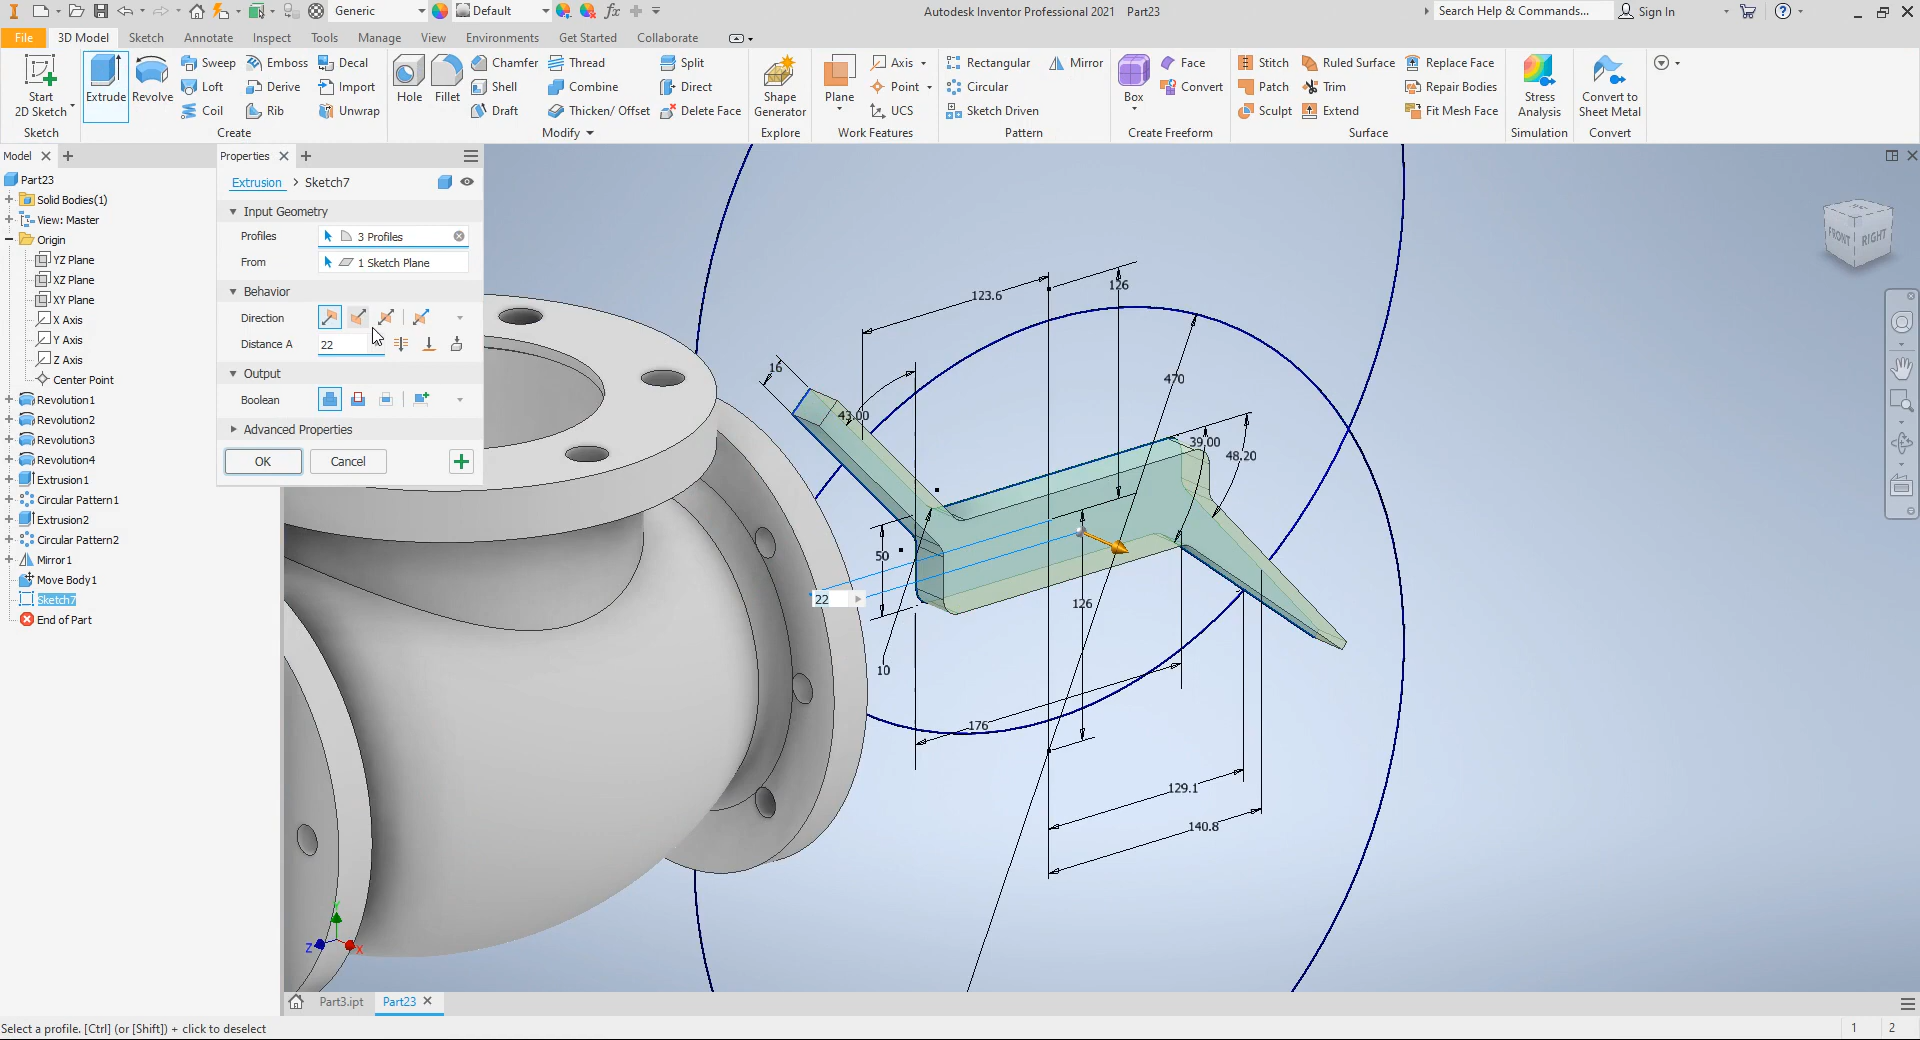 Generic
Default
fx
Autodesk Inventor Professional 2021 Part23
Search Help & Commands...
Sign In
File
3D Model
Sketch
Annotate
Inspect
Tools
Manage
View
Environments
Get Started
Collaborate
Start
2D Sketch
Sketch
Extrude
Revolve
Sweep
Loft
Coil
Emboss
Derive
Rib
Decal
Import
Unwrap
Create
Hole
Fillet
Chamfer
Shell
Draft
Thread
Combine
Thicken/ Offset
Split
Direct
Delete Face
Modify
Shape
Generator
Explore
Plane
Axis
Point
UCS
Work Features
Rectangular
Circular
Sketch Driven
Mirror
Pattern
Box
Face
Convert
Create Freeform
Stitch
Patch
Sculpt
Ruled Surface
Trim
Extend
Replace Face
Repair Bodies
Fit Mesh Face
Surface
Stress
Analysis
Simulation
Convert to
Sheet Metal
Convert
Model
Part23
Solid Bodies(1)
View: Master
Origin
YZ Plane
XZ Plane
XY Plane
X Axis
Y Axis
Z Axis
Center Point
Revolution1
Revolution2
Revolution3
Revolution4
Extrusion1
Circular Pattern1
Extrusion2
Circular Pattern2
Mirror1
Move Body1
Sketch7
End of Part
Properties
Extrusion > Sketch7
Input Geometry
Profiles
3 Profiles
From
1 Sketch Plane
Behavior
Direction
Distance A
22
Output
Boolean
Advanced Properties
OK
Cancel
123.6
126
16
43.00
470
39.00
48.20
50
22
126
10
176
129.1
140.8
FRONT
RIGHT
Y
Z
X
Part3.ipt
Part23
Select a profile. [Ctrl] (or [Shift]) + click to deselect
1
2